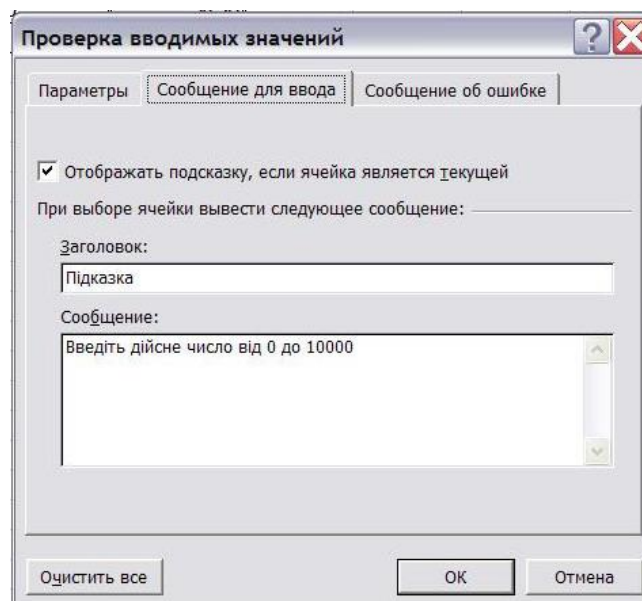 Проверка вводимых значений
Параметры
Сообщение для ввода
Сообщение об ошибке
Отображать подсказку, если ячейка является текущей
При выборе ячейки вывести следующее сообщение:
Заголовок:
Підказка
Сообщение:
Введіть дійсне число від 0 до 10000
Очистить все
ОК
Отмена